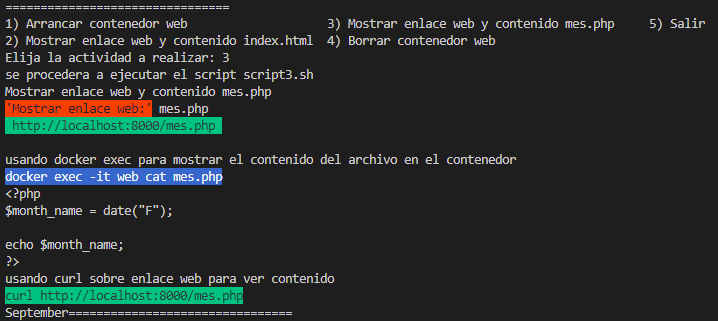 ================================
1) Arrancar contenedor web 3) Mostrar enlace web y contenido mes.php 5) Salir
2) Mostrar enlace web y contenido index.html 4) Borrar contenedor web
Elija la actividad a realizar: 3
se procedera a ejecutar el script script3.sh
Mostrar enlace web y contenido mes.php
'Mostrar enlace web:' mes.php
http://localhost:8000/mes.php
usando docker exec para mostrar el contenido del archivo en el contenedor
docker exec -it web cat mes.php
<?php
$month_name = date("F");
echo $month_name;
?>
usando curl sobre enlace web para ver contenido
curl http://localhost:8000/mes.php
September================================